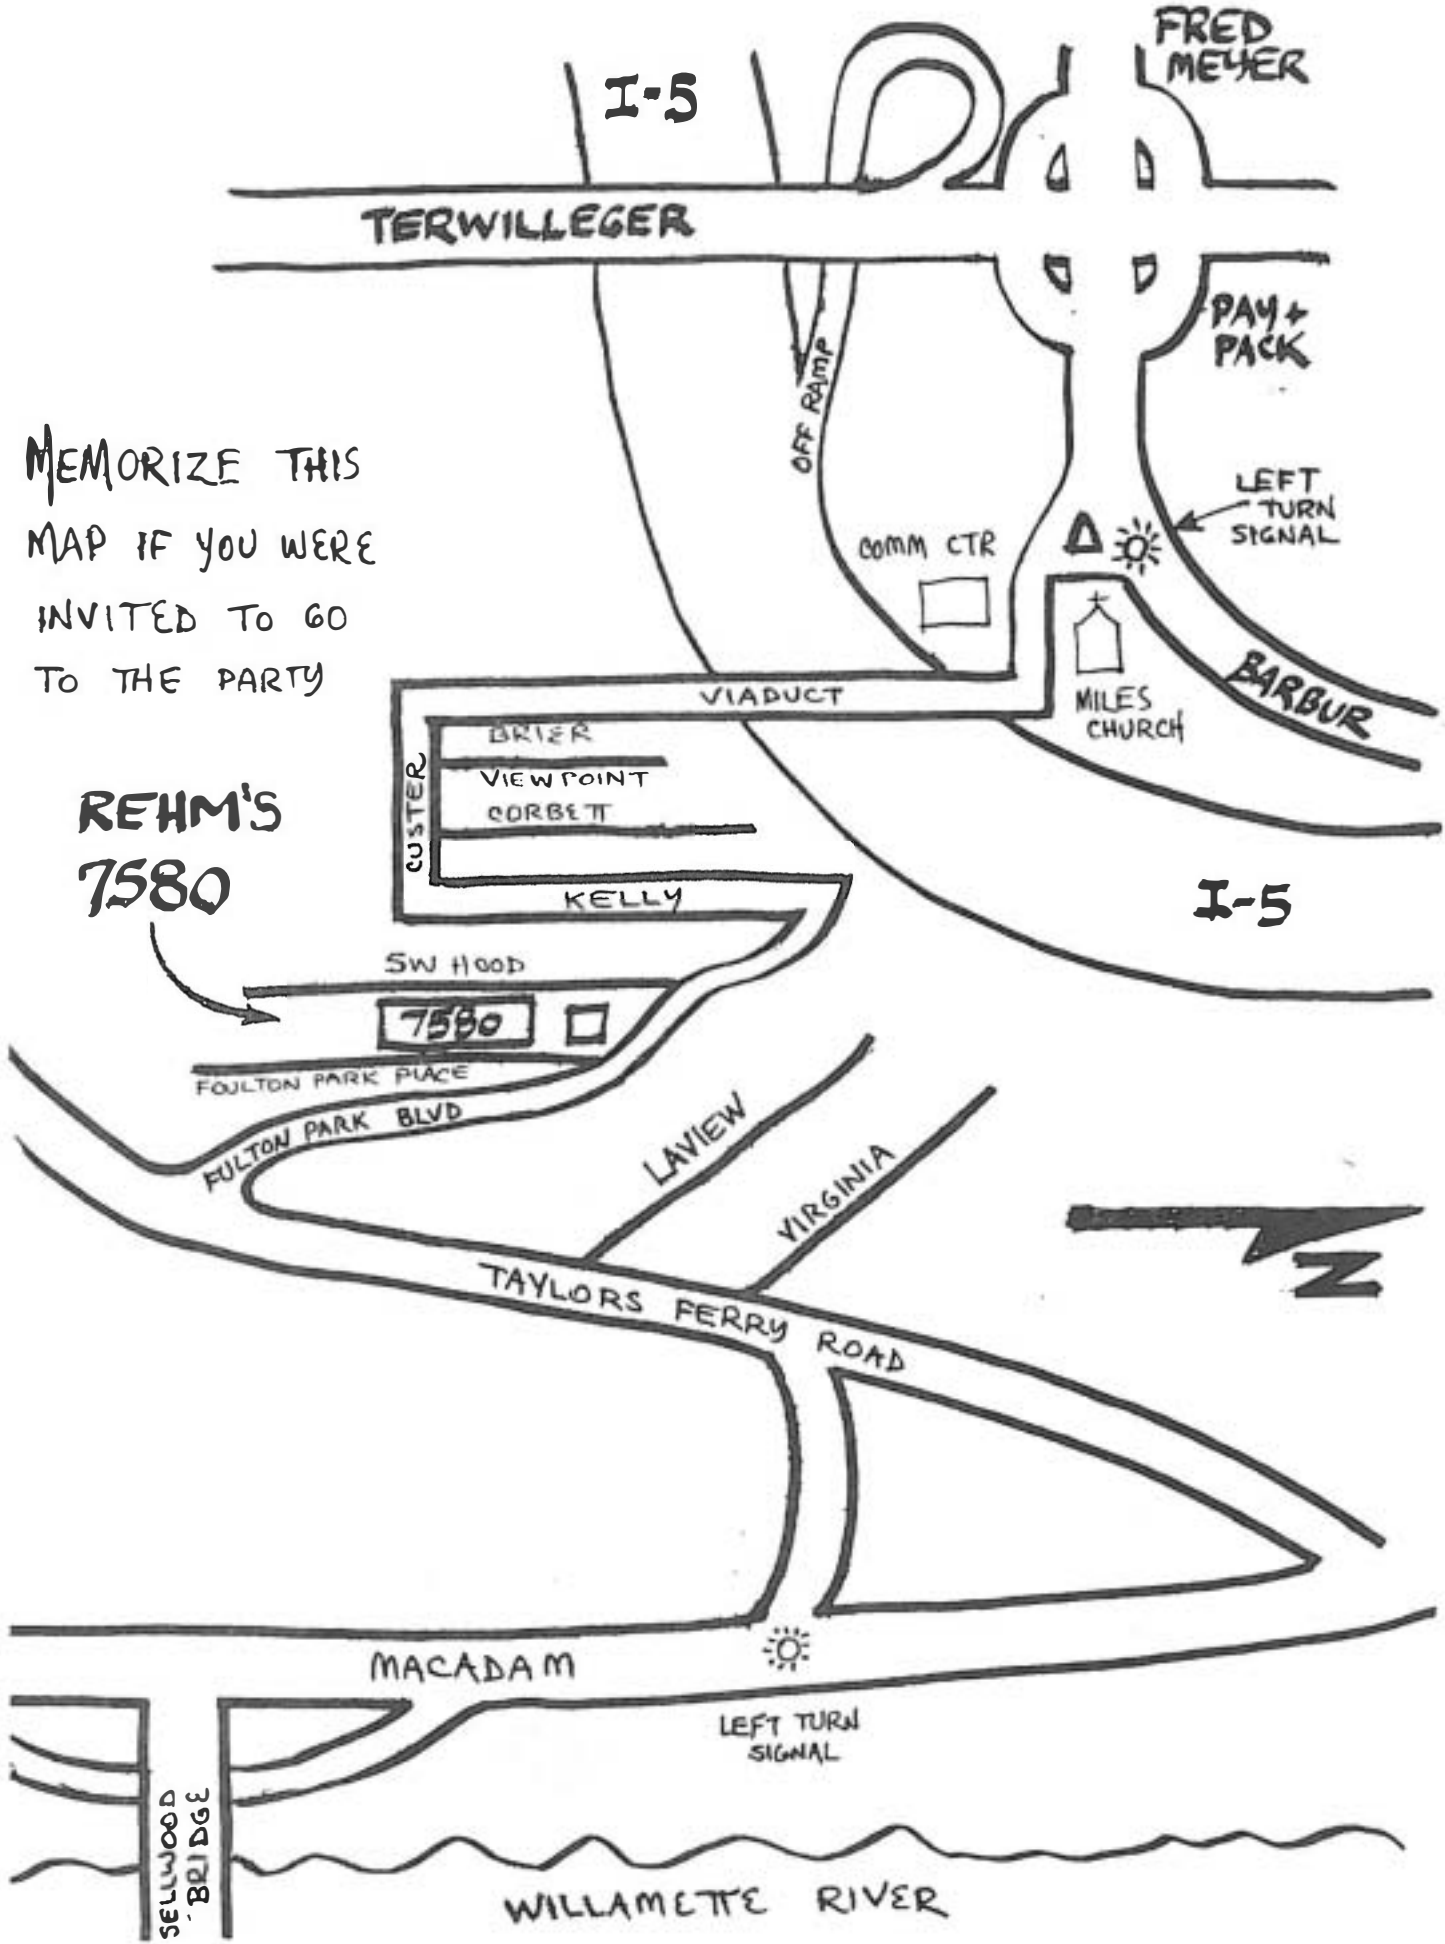 FRED
MEYER
I-5
TERWILLEGER
PAY +
PACK
OFF RAMP
MEMORIZE THIS
MAP IF YOU WERE
INVITED TO GO
TO THE PARTY
LEFT
TURN
SIGNAL
COMM CTR
BARBUR
VIADUCT
MILES
CHURCH
BRIER
VIEWPOINT
CORBETT
CUSTER
REHM'S
7580
KELLY
I-5
SW HOOD
7580
FOULTON PARK PLACE
FULTON PARK BLVD
LAVIEW
VIRGINIA
N
TAYLORS FERRY ROAD
MACADAM
LEFT TURN
SIGNAL
SELLWOOD
BRIDGE
WILLAMETTE RIVER